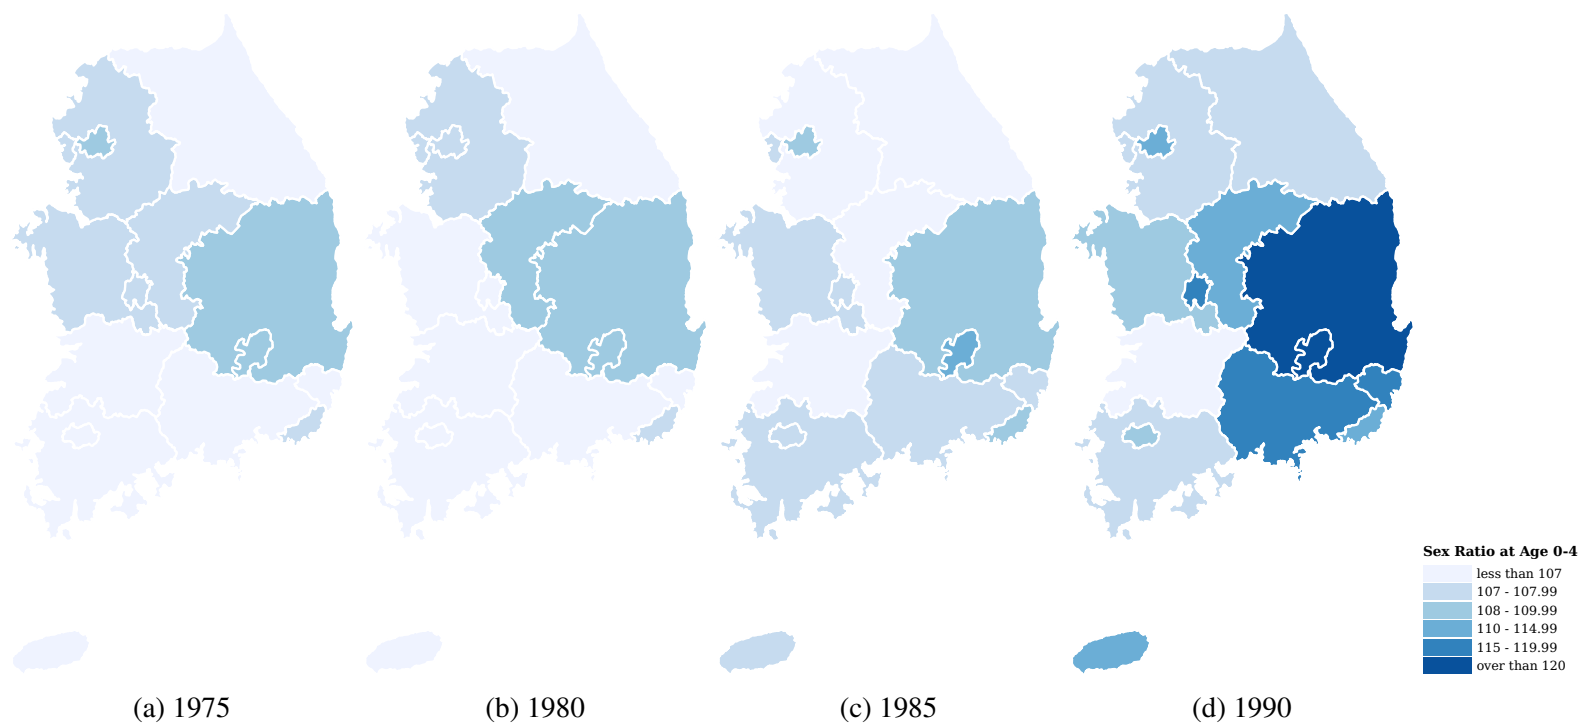 Sex Ratio at Age 0-4
less than 107
107 - 107.99
108 - 109.99
110 - 114.99
115 - 119.99
over than 120
(a) 1975
(b) 1980
(c) 1985
(d) 1990